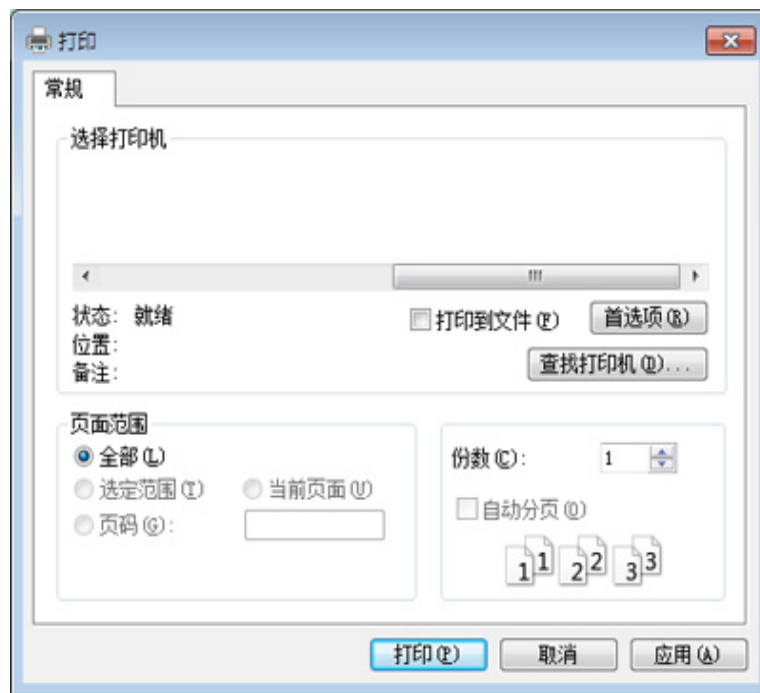 打印
常规
选择打印机
状态: 就绪
打印到文件(F)
首选项(R)
位置:
查找打印机(D)...
备注:
页面范围
全部(L)
选定范围(T)
当前页面(U)
页码(G):
份数(C): 1
自动分页(O)
1 1 2 2 3 3
打印(P)
取消
应用(A)